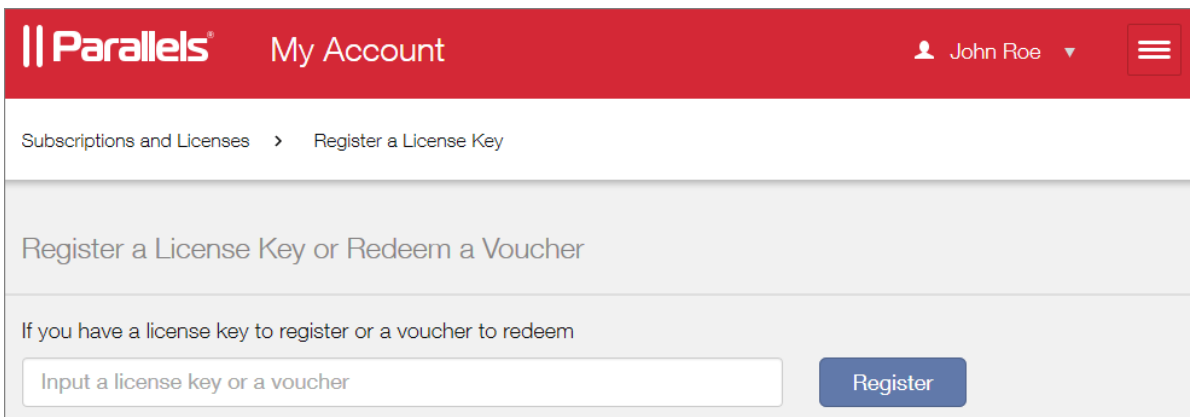 Parallels® My Account John Roe
Subscriptions and Licenses > Register a License Key
Register a License Key or Redeem a Voucher
If you have a license key to register or a voucher to redeem
Input a license key or a voucher Register